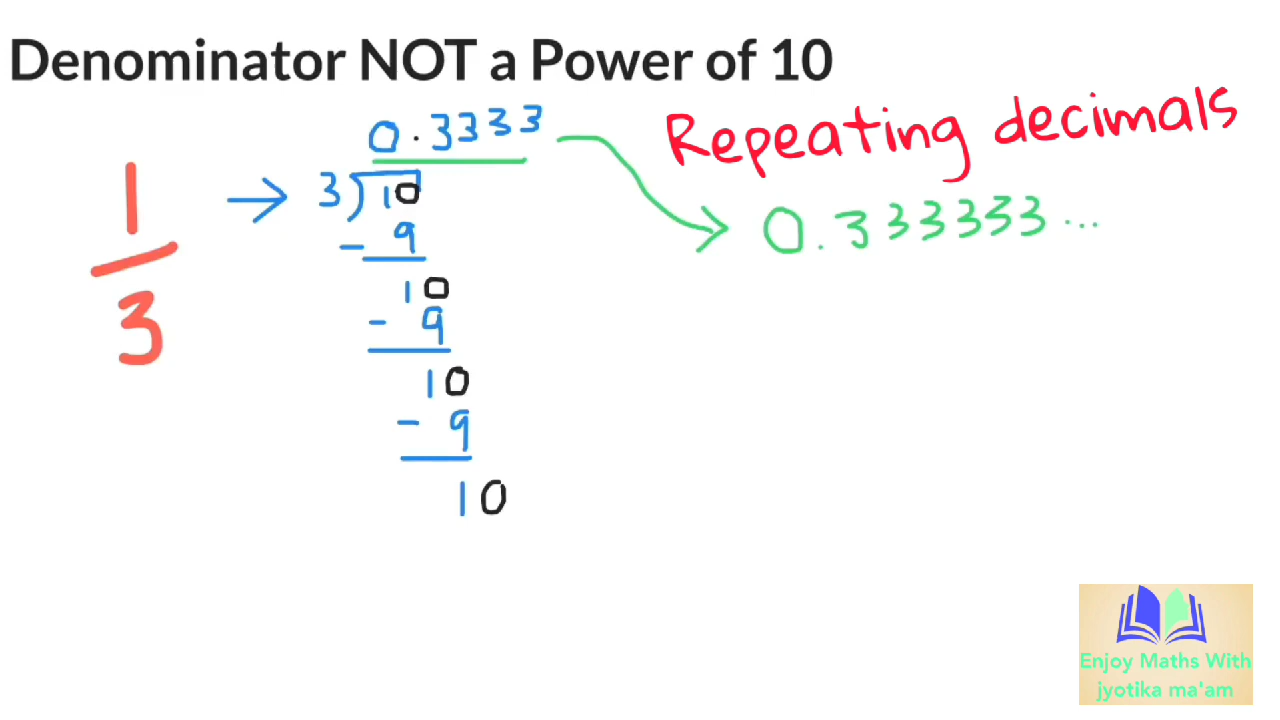 Denominator NOT a Power of 10
Repeating decimals
0.3333
1
3
3) 10
- 9
10
- 9
10
- 9
10
0.333333...
Enjoy Maths With
jyotika ma'am